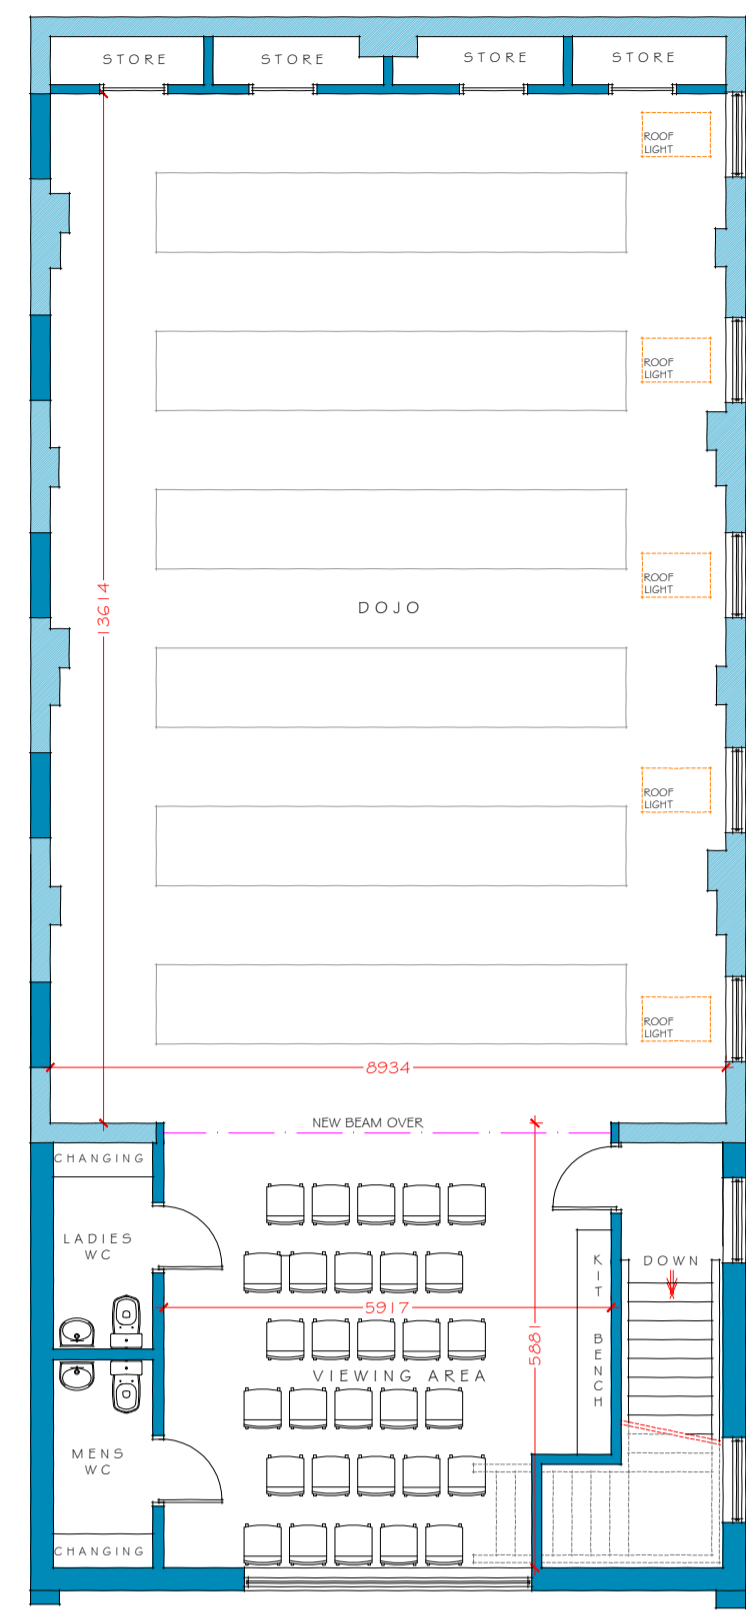 STORE
STORE
STORE
STORE
ROOF
LIGHT
ROOF
LIGHT
ROOF
LIGHT
13614
DOJO
ROOF
LIGHT
ROOF
LIGHT
8934
NEW BEAM OVER
CHANGING
LADIES
WC
KIT BENCH
DOWN
5917
5881
VIEWING AREA
MENS
WC
CHANGING